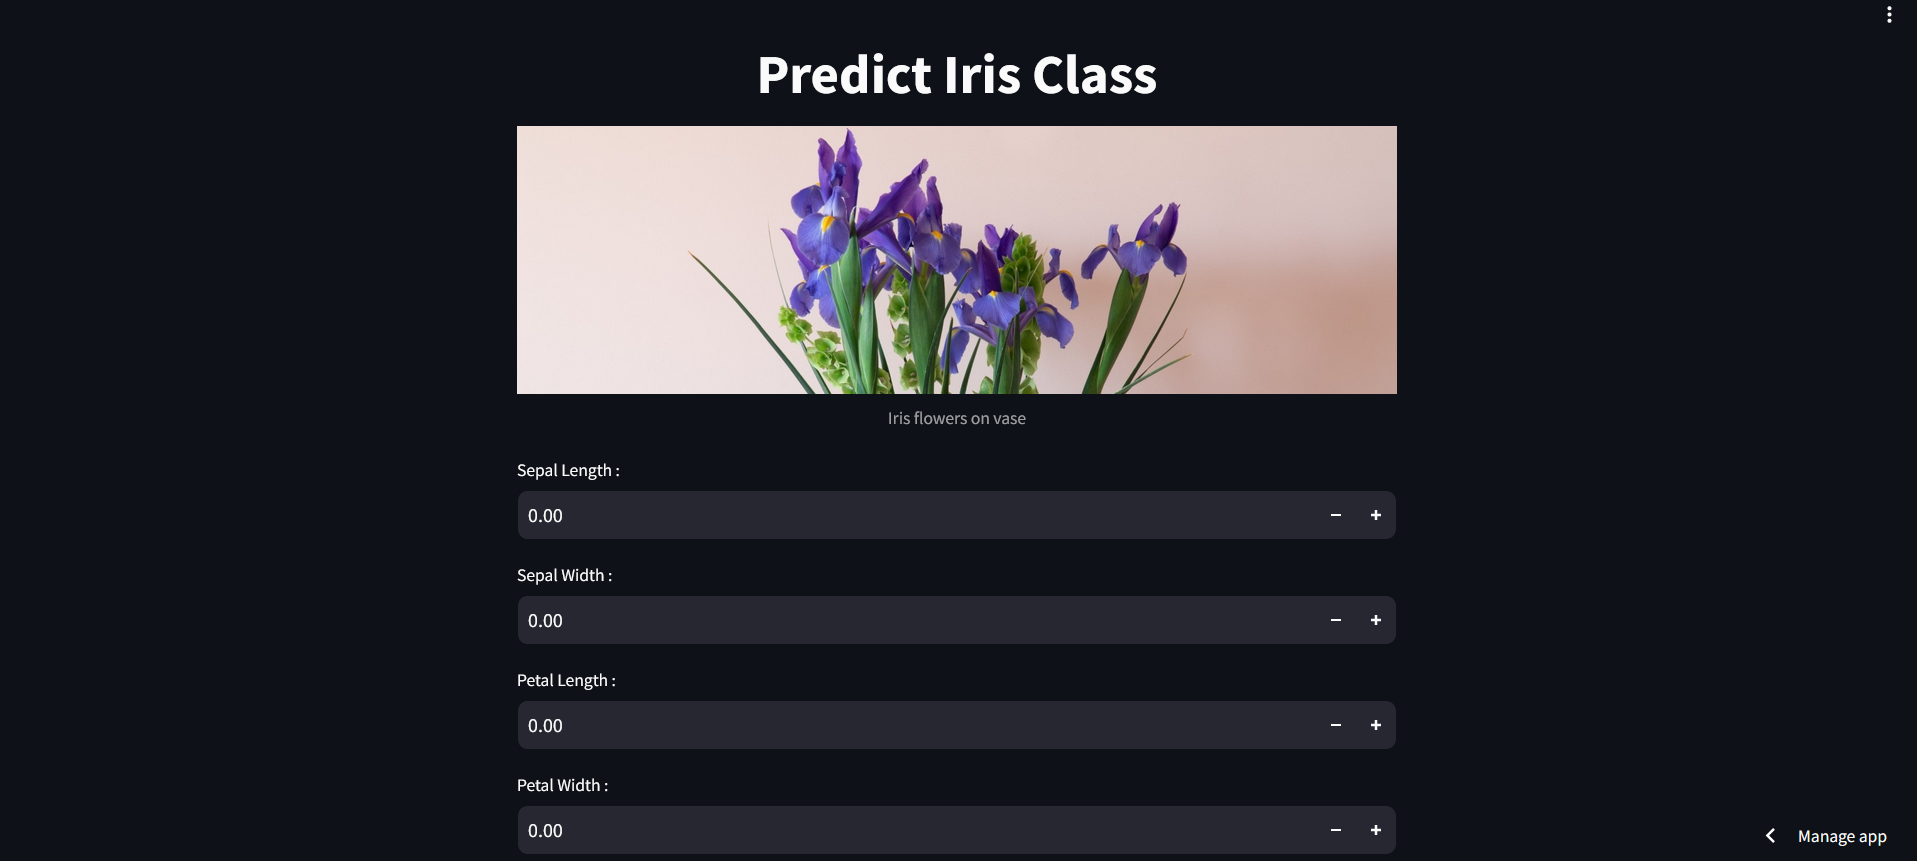 Predict Iris Class
Iris flowers on vase
Sepal Length :
0.00
Sepal Width :
0.00
Petal Length :
0.00
Petal Width :
0.00
Manage app